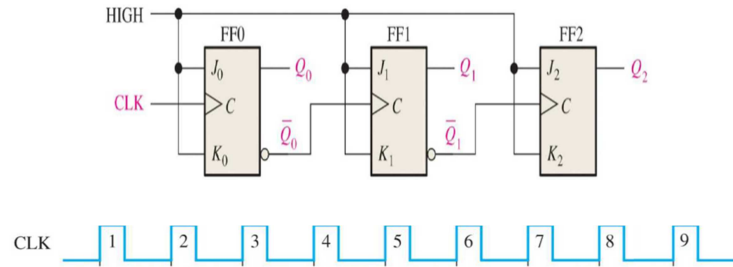 HIGH
FF0 FF1 FF2
J₀ Q₀ J₁ Q₁ J₂ Q₂
CLK C C C
Q̅₀ Q̅₁
K₀ K₁ K₂
CLK 1 2 3 4 5 6 7 8 9